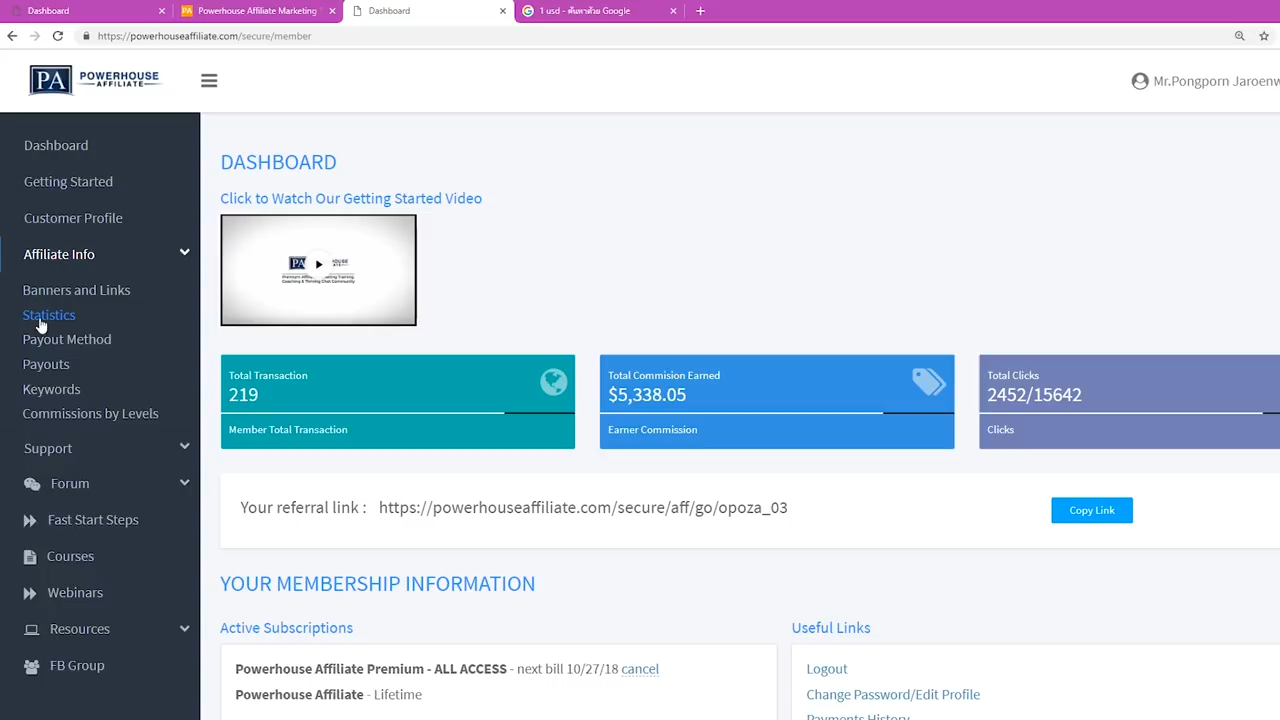 Dashboard
Powerhouse Affiliate Marketing
Dashboard
1 usd - ค้นหาด้วย Google
https://powerhouseaffiliate.com/secure/member
PA POWERHOUSE
AFFILIATE
Mr.Pongporn Jaroenw
Dashboard
Getting Started
Customer Profile
Affiliate Info
Banners and Links
Statistics
Payout Method
Payouts
Keywords
Commissions by Levels
Support
Forum
Fast Start Steps
Courses
Webinars
Resources
FB Group
DASHBOARD
Click to Watch Our Getting Started Video
Total Transaction
219
Member Total Transaction
Total Commision Earned
$5,338.05
Earner Commission
Total Clicks
2452/15642
Clicks
Your referral link : https://powerhouseaffiliate.com/secure/aff/go/opoza_03
Copy Link
YOUR MEMBERSHIP INFORMATION
Active Subscriptions
Powerhouse Affiliate Premium - ALL ACCESS - next bill 10/27/18 cancel
Powerhouse Affiliate - Lifetime
Useful Links
Logout
Change Password/Edit Profile
Payments History